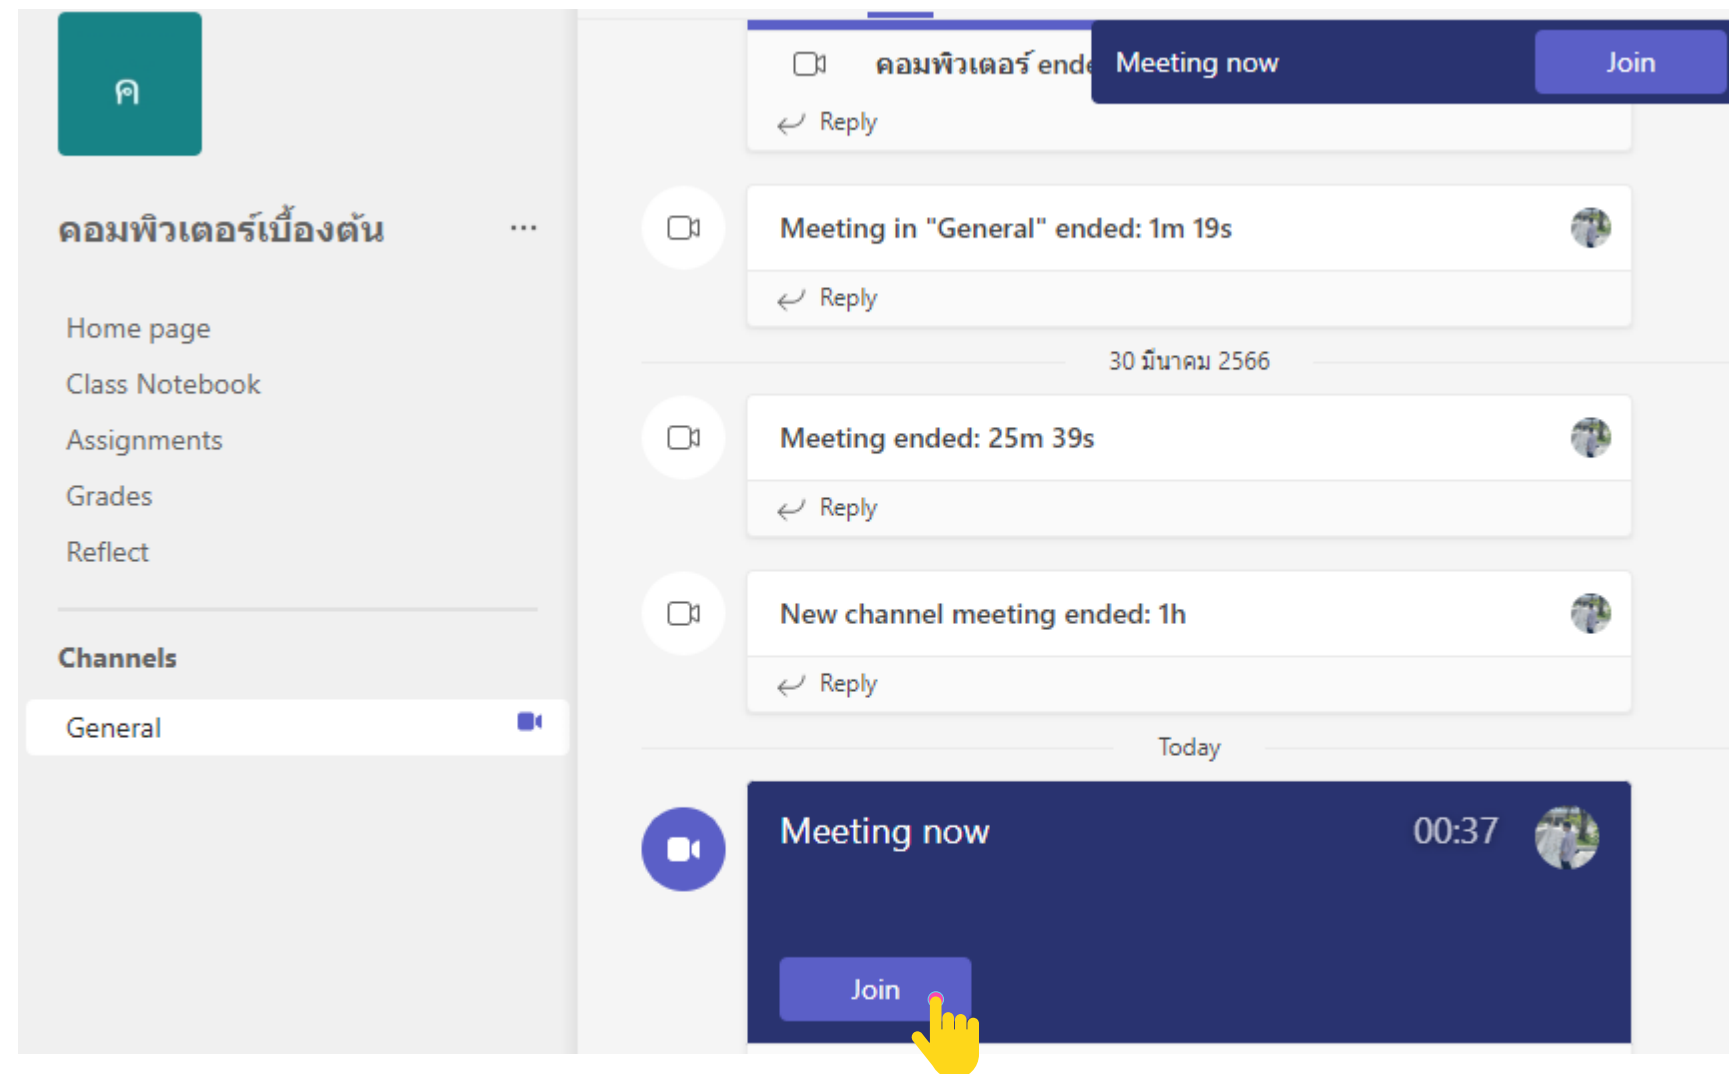 ค
คอมพิวเตอร์เบื้องต้น
Home page
Class Notebook
Assignments
Grades
Reflect
Channels
General
คอมพิวเตอร์ ende
Meeting now
Join
Reply
Meeting in "General" ended: 1m 19s
Reply
30 มีนาคม 2566
Meeting ended: 25m 39s
Reply
New channel meeting ended: 1h
Reply
Today
Meeting now 00:37
Join